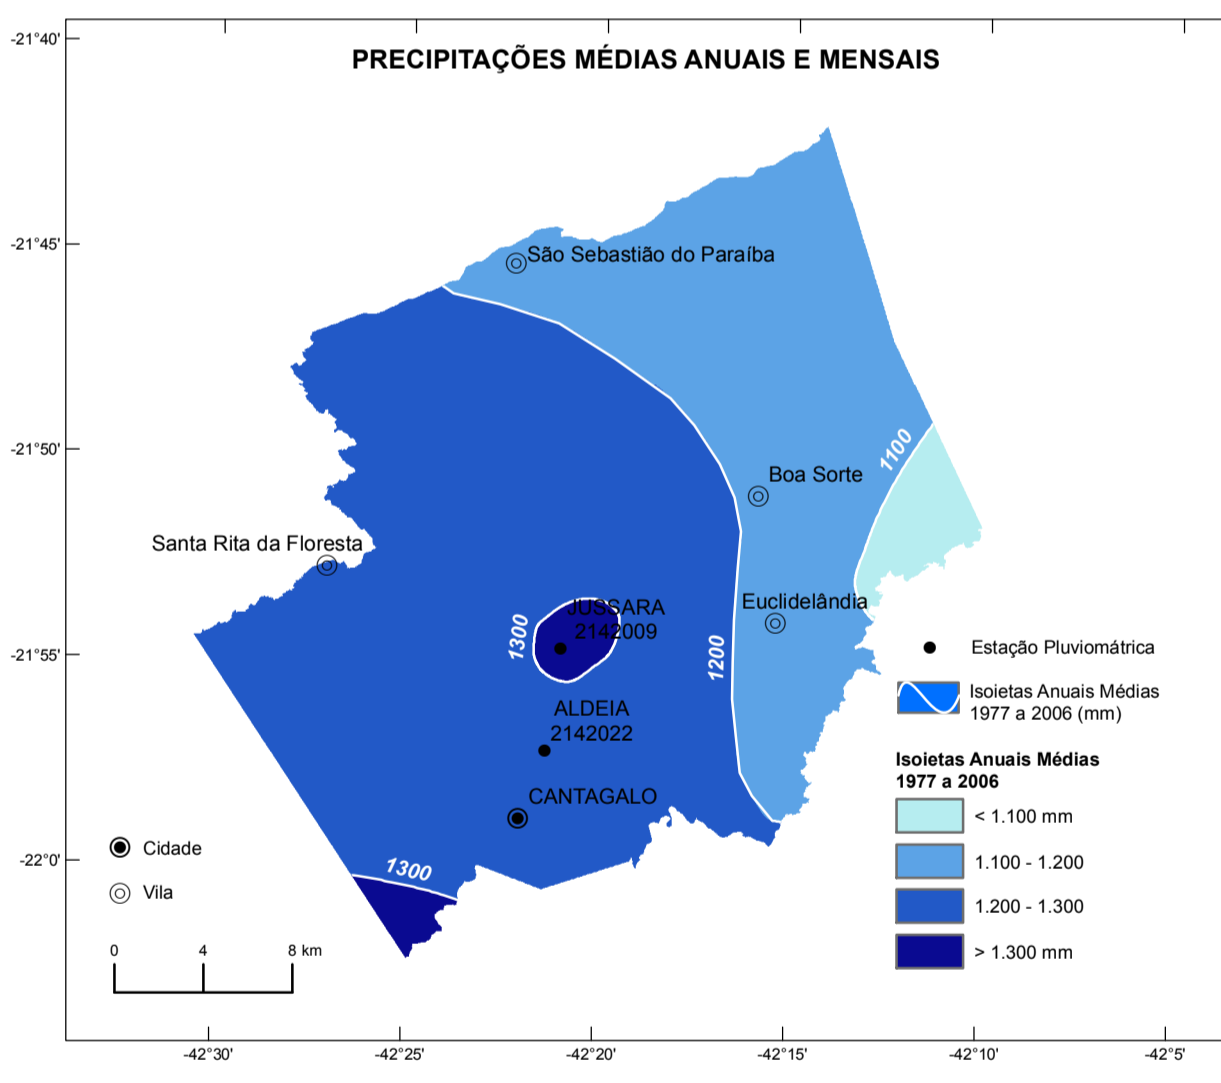 PRECIPITAÇÕES MÉDIAS ANUAIS E MENSAIS
-21°40'
-21°45'
-21°50'
-21°55'
-22°0'
São Sebastião do Paraíba
1100
Boa Sorte
Santa Rita da Floresta
Euclidelândia
JUSSARA
2142009
1300
1200
ALDEIA
2142022
CANTAGALO
1300
Cidade
Vila
0 4 8 km
Estação Pluviomátrica
Isoietas Anuais Médias
1977 a 2006 (mm)
Isoietas Anuais Médias
1977 a 2006
< 1.100 mm
1.100 - 1.200
1.200 - 1.300
> 1.300 mm
-42°30' -42°25' -42°20' -42°15' -42°10' -42°5'